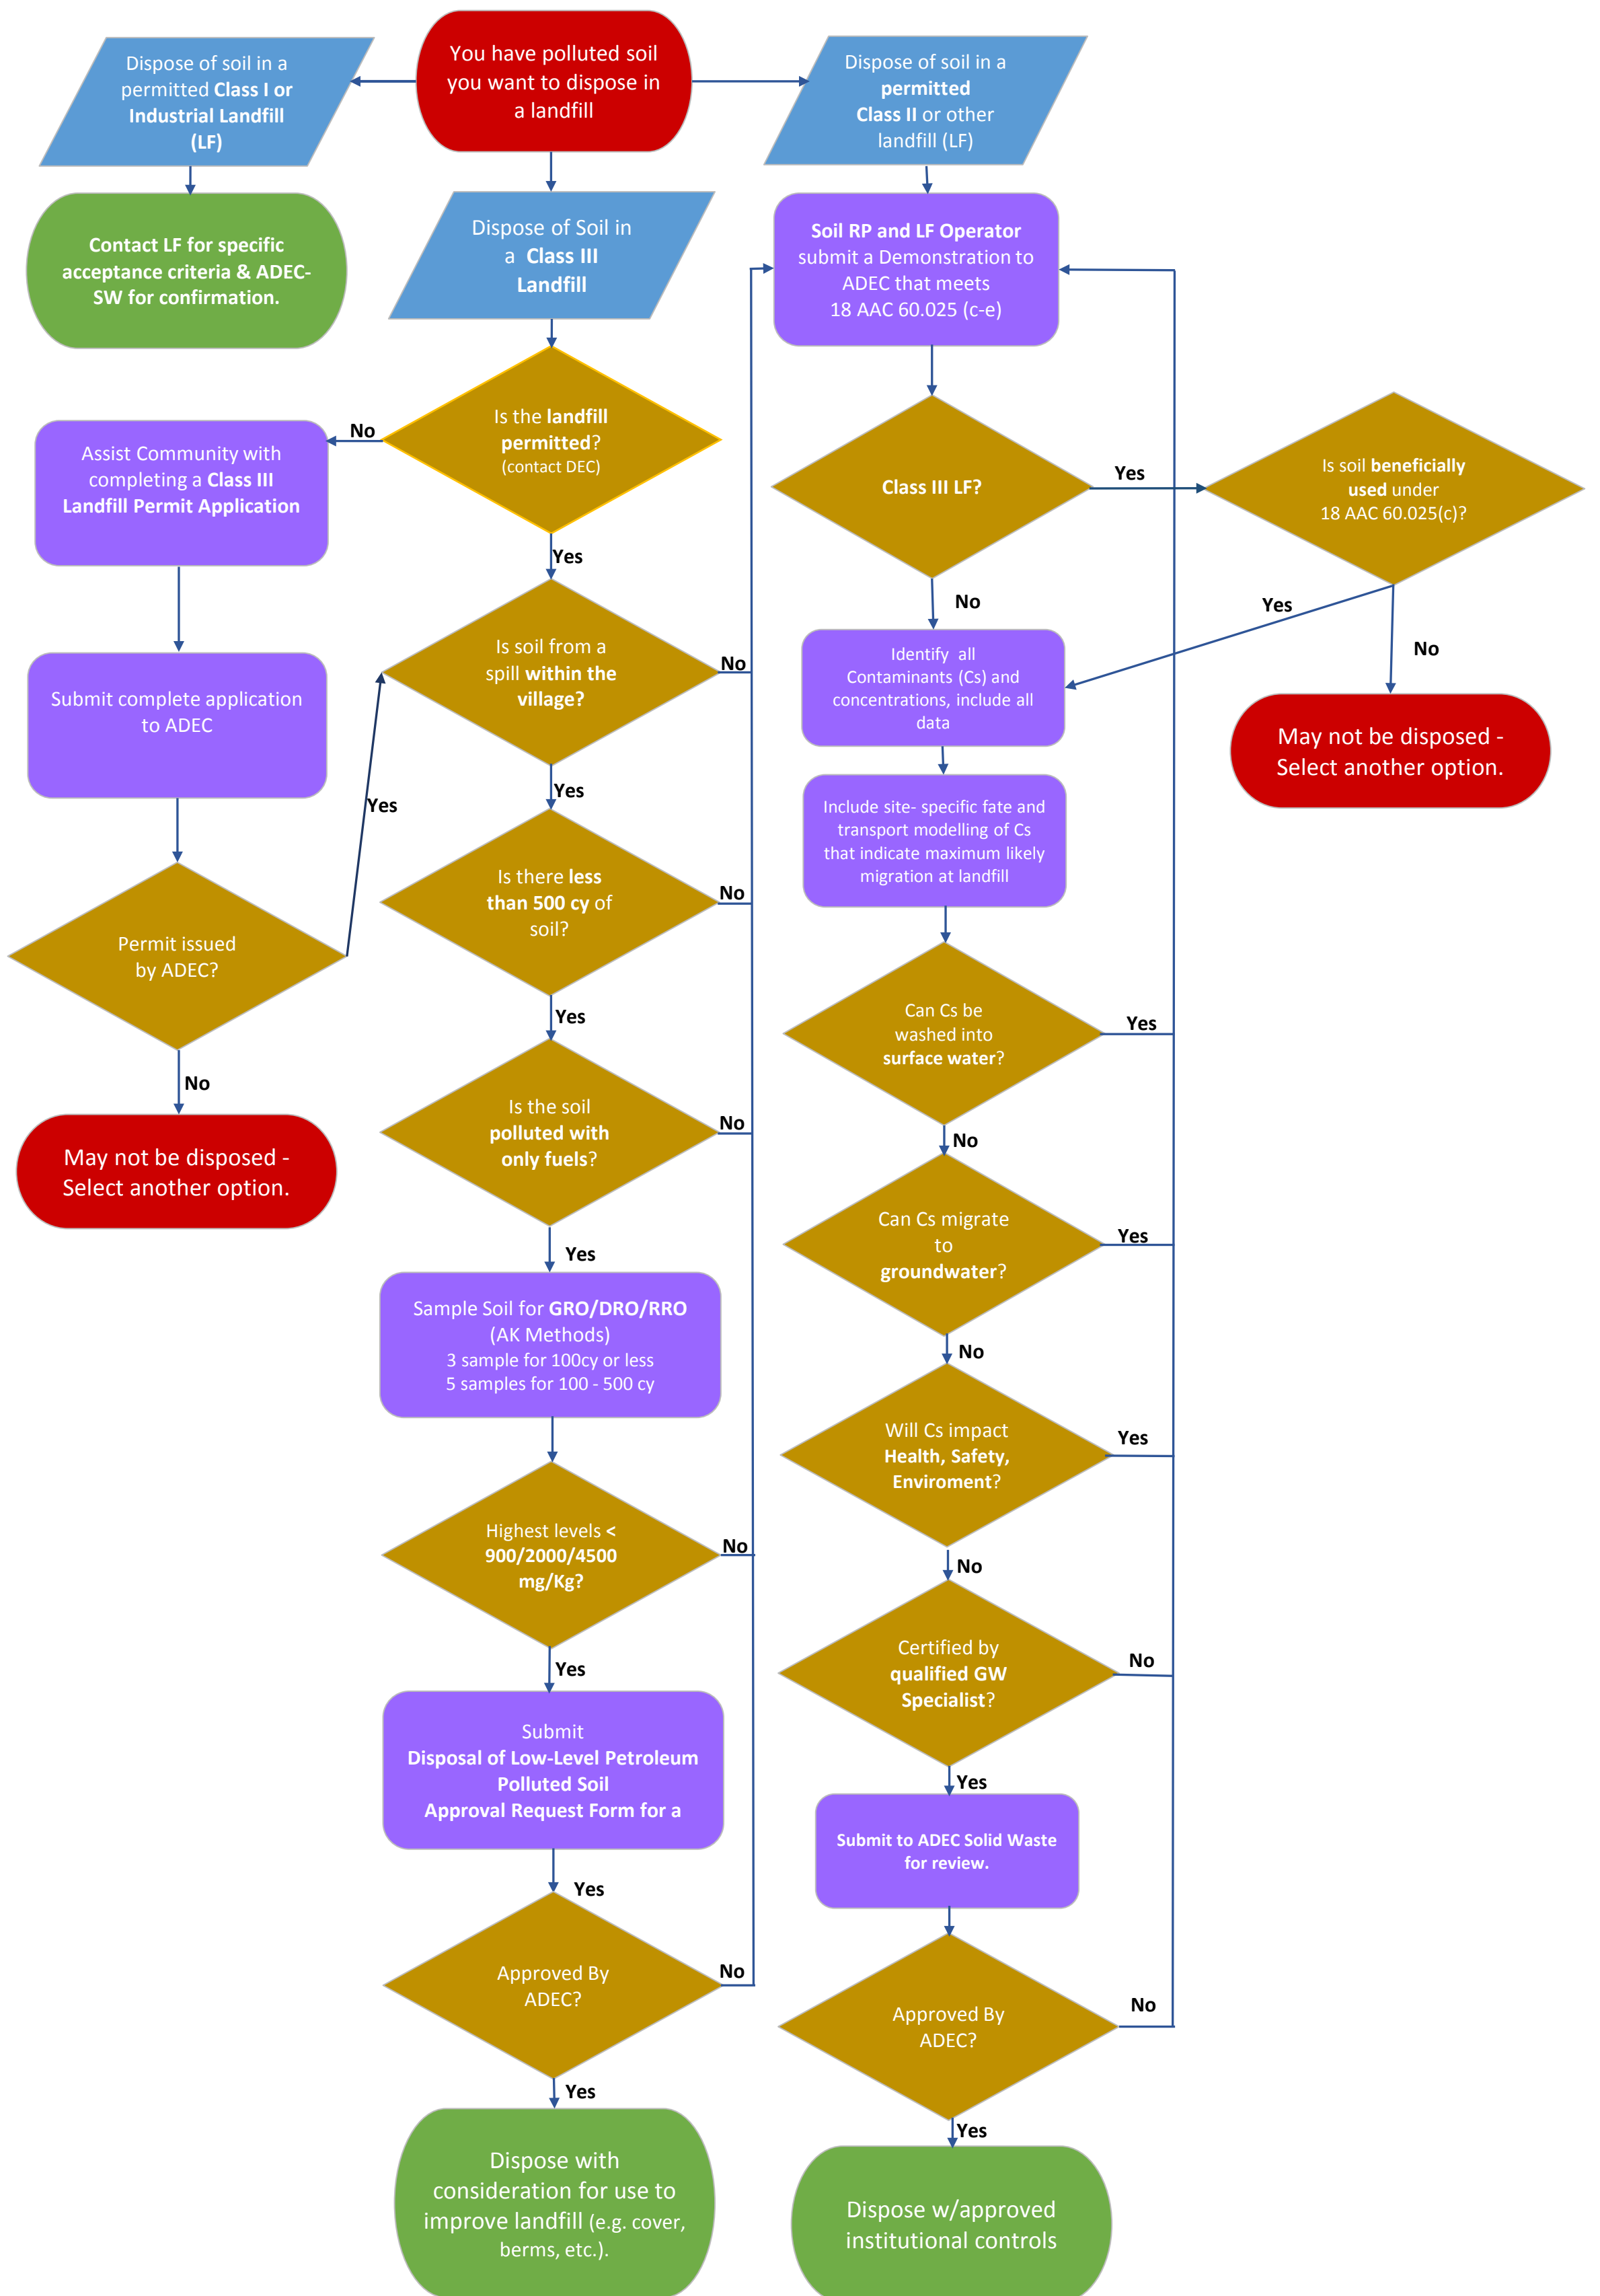 You have polluted soil
you want to dispose in
a landfill
Dispose of soil in a
permitted Class I or
Industrial Landfill
(LF)
Contact LF for specific
acceptance criteria & ADEC-
SW for confirmation.
Dispose of Soil in
a Class III
Landfill
Is the landfill
permitted?
(contact DEC)
No
Assist Community with
completing a Class III
Landfill Permit Application
Submit complete application
to ADEC
Permit issued
by ADEC?
Yes
No
May not be disposed -
Select another option.
Yes
Is soil from a
spill within the
village?
No
Yes
Is there less
than 500 cy of
soil?
No
Yes
Is the soil
polluted with
only fuels?
No
Yes
Sample Soil for GRO/DRO/RRO
(AK Methods)
3 sample for 100cy or less
5 samples for 100 - 500 cy
Highest levels <
900/2000/4500
mg/Kg?
No
Yes
Submit
Disposal of Low-Level Petroleum
Polluted Soil
Approval Request Form for a
Yes
Approved By
ADEC?
No
Yes
Dispose with
consideration for use to
improve landfill (e.g. cover,
berms, etc.).
Dispose of soil in a
permitted
Class II or other
landfill (LF)
Soil RP and LF Operator
submit a Demonstration to
ADEC that meets
18 AAC 60.025 (c-e)
Class III LF?
Yes
Is soil beneficially
used under
18 AAC 60.025(c)?
Yes
No
May not be disposed -
Select another option.
No
Identify all
Contaminants (Cs) and
concentrations, include all
data
Include site- specific fate and
transport modelling of Cs
that indicate maximum likely
migration at landfill
Can Cs be
washed into
surface water?
Yes
No
Can Cs migrate
to
groundwater?
Yes
No
Will Cs impact
Health, Safety,
Enviroment?
Yes
No
Certified by
qualified GW
Specialist?
No
Yes
Submit to ADEC Solid Waste
for review.
Approved By
ADEC?
No
Yes
Dispose w/approved
institutional controls